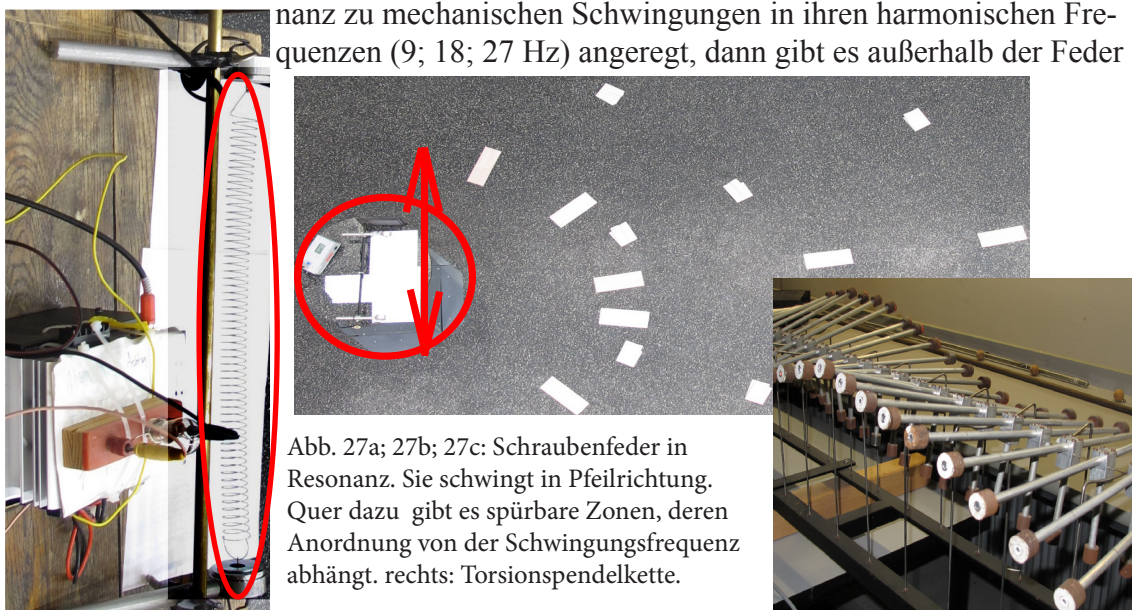 nanz zu mechanischen Schwingungen in ihren harmonischen Fre-
quenzen (9; 18; 27 Hz) angeregt, dann gibt es außerhalb der Feder
Abb. 27a; 27b; 27c: Schraubenfeder in
Resonanz. Sie schwingt in Pfeilrichtung.
Quer dazu  gibt es spürbare Zonen, deren
Anordnung von der Schwingungsfrequenz
abhängt. rechts: Torsionspendelkette.